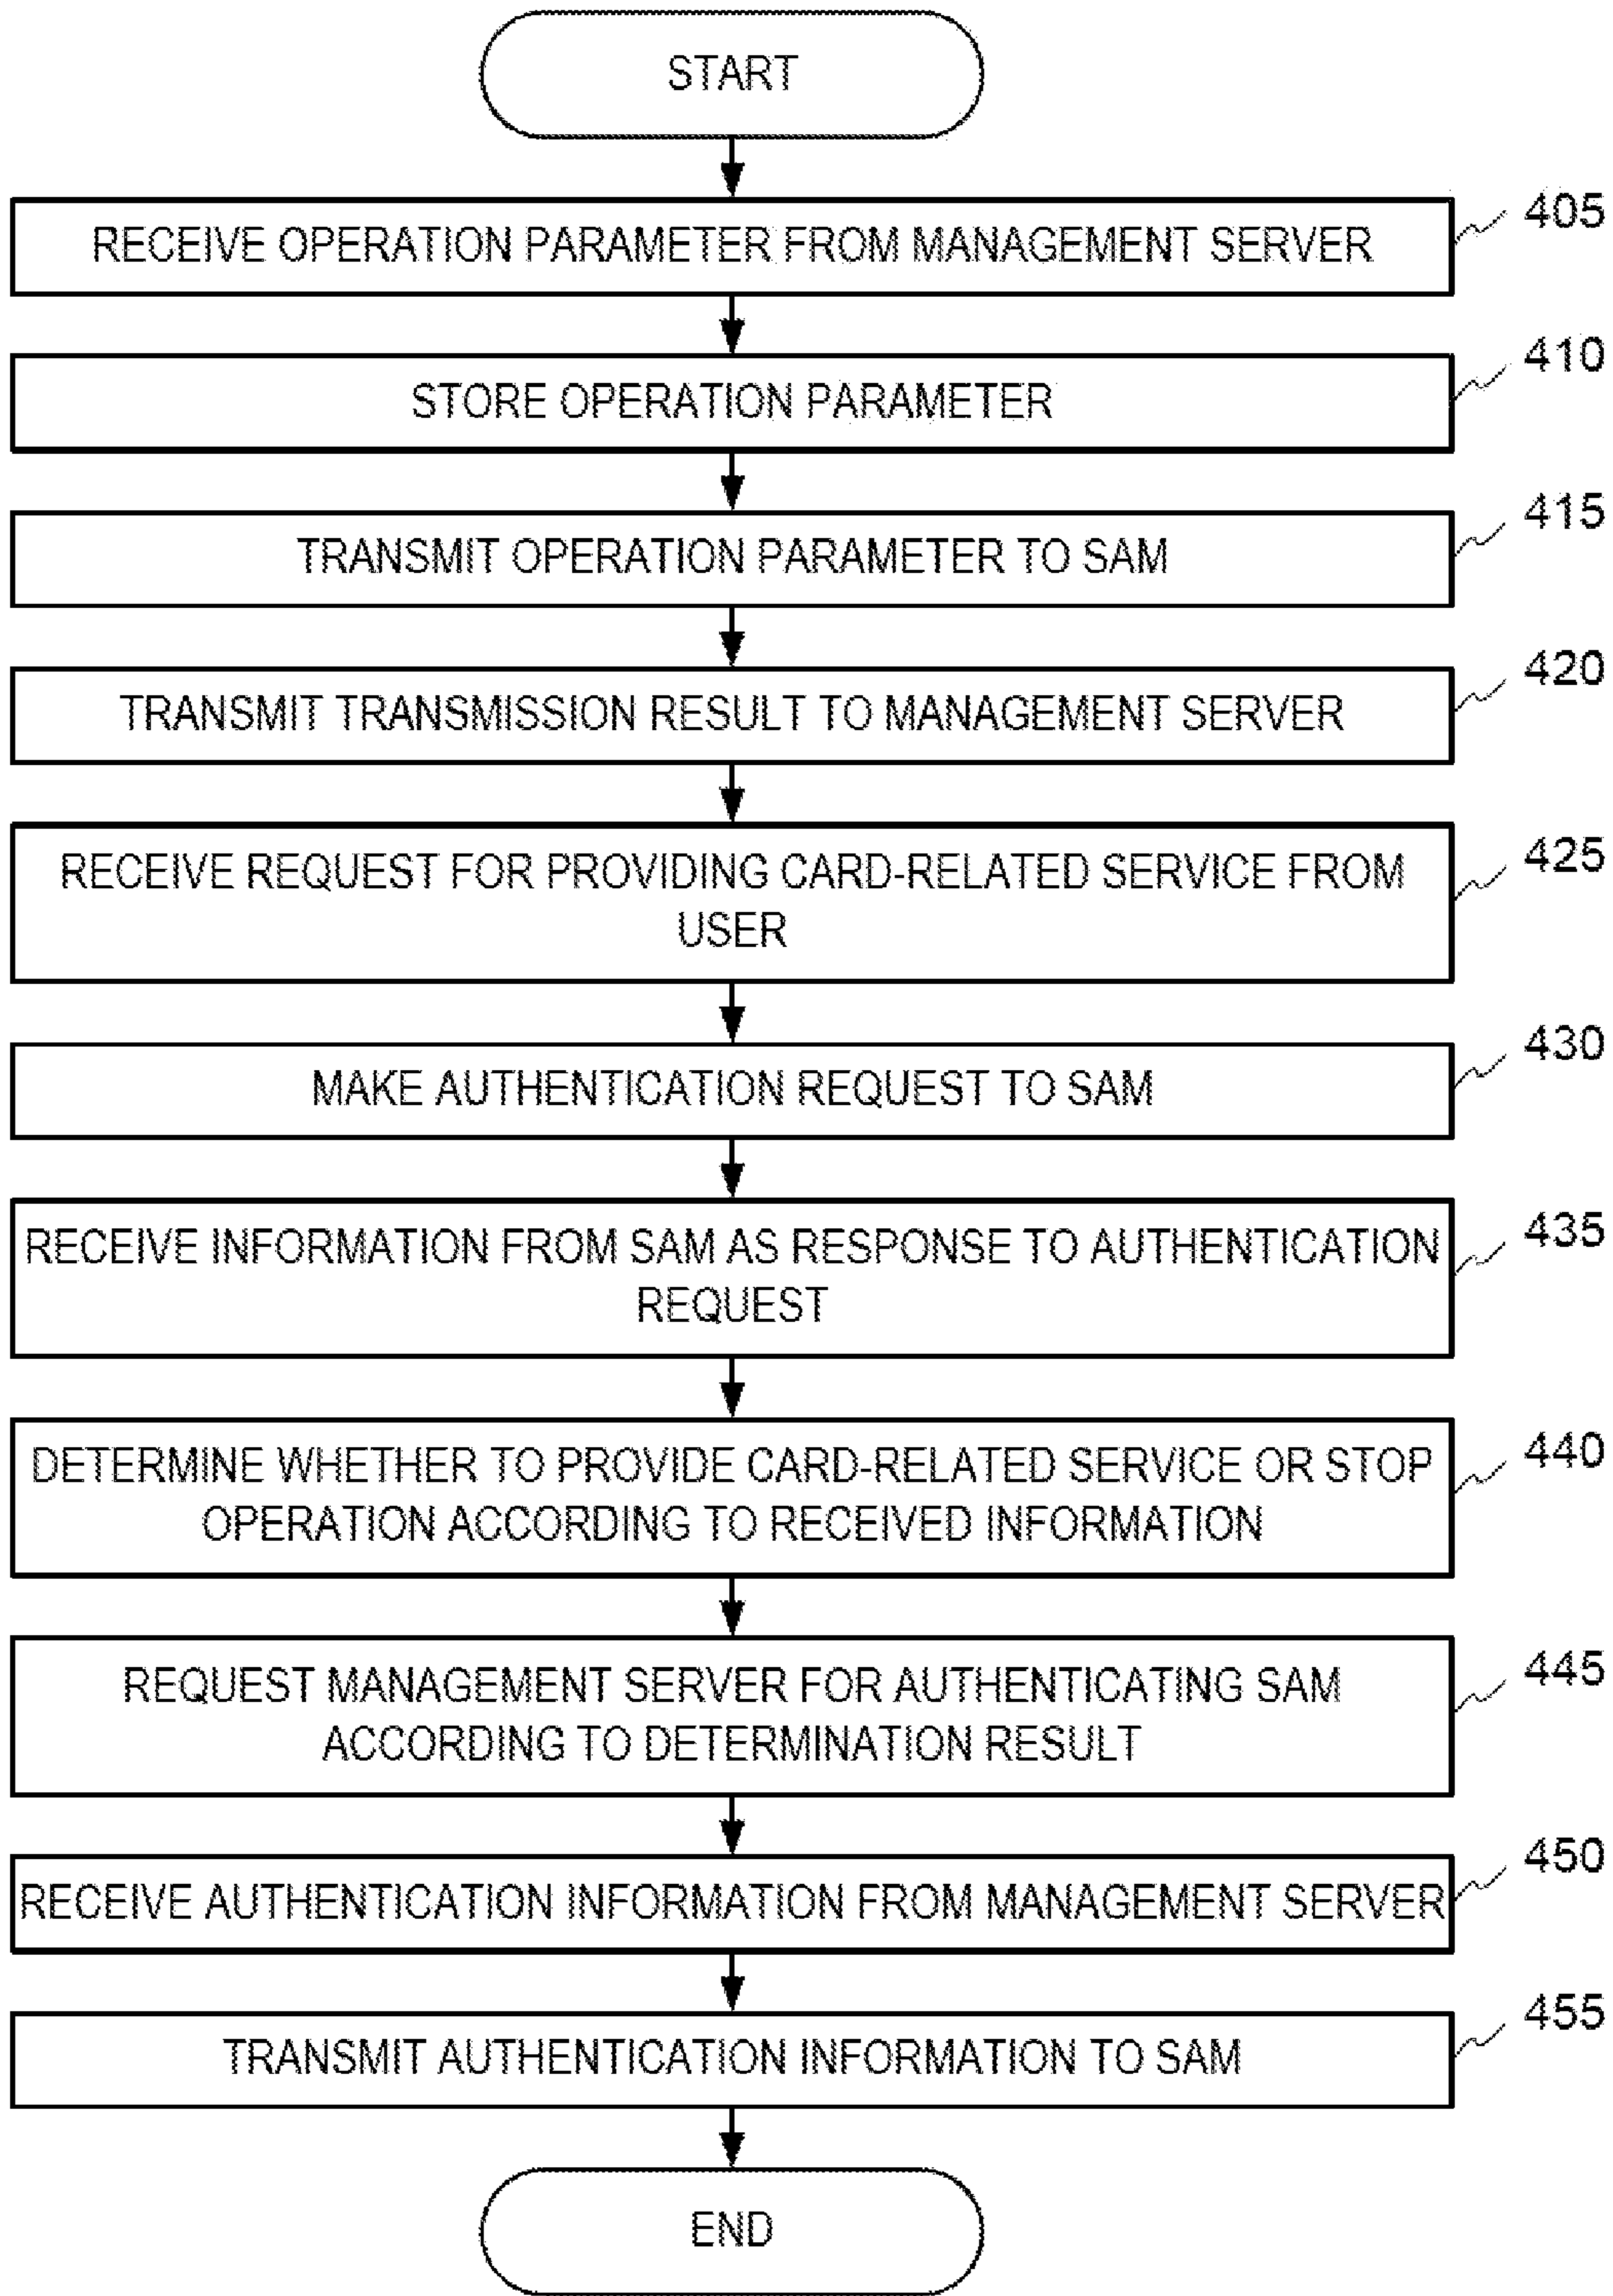 START
RECEIVE OPERATION PARAMETER FROM MANAGEMENT SERVER
405
STORE OPERATION PARAMETER
410
TRANSMIT OPERATION PARAMETER TO SAM
415
TRANSMIT TRANSMISSION RESULT TO MANAGEMENT SERVER
420
RECEIVE REQUEST FOR PROVIDING CARD-RELATED SERVICE FROM
USER
425
MAKE AUTHENTICATION REQUEST TO SAM
430
RECEIVE INFORMATION FROM SAM AS RESPONSE TO AUTHENTICATION
REQUEST
435
DETERMINE WHETHER TO PROVIDE CARD-RELATED SERVICE OR STOP
OPERATION ACCORDING TO RECEIVED INFORMATION
440
REQUEST MANAGEMENT SERVER FOR AUTHENTICATING SAM
ACCORDING TO DETERMINATION RESULT
445
RECEIVE AUTHENTICATION INFORMATION FROM MANAGEMENT SERVER
450
TRANSMIT AUTHENTICATION INFORMATION TO SAM
455
END